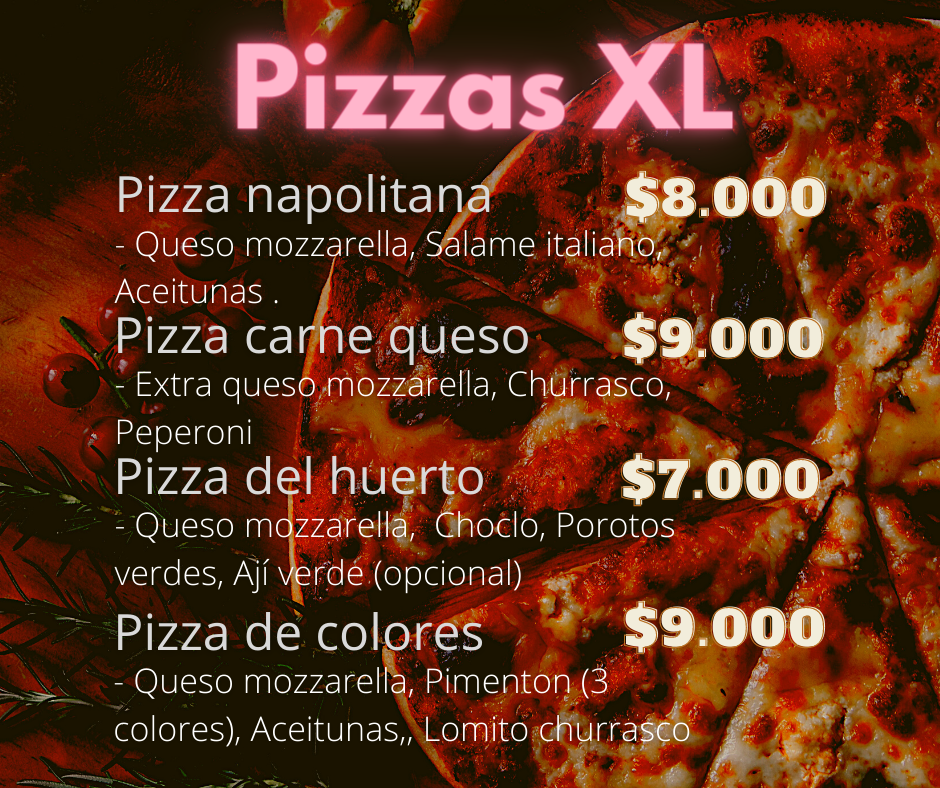 Pizzas XL
Pizza napolitana $8.000
- Queso mozzarella, Salame italiano,
Aceitunas .
Pizza carne queso $9.000
- Extra queso mozzarella, Churrasco,
Peperoni
Pizza del huerto $7.000
- Queso mozzarella,  Choclo, Porotos
verdes, Ají verde (opcional)
Pizza de colores $9.000
- Queso mozzarella, Pimenton (3
colores), Aceitunas,, Lomito churrasco